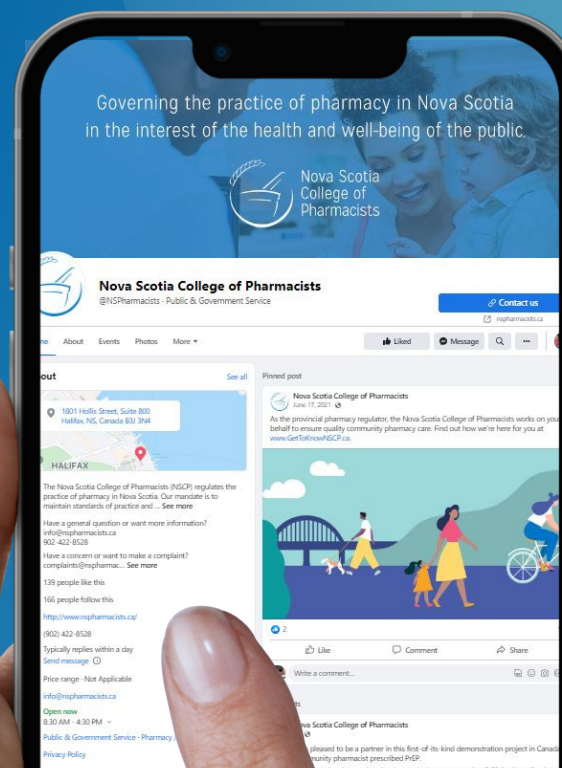 Governing the practice of pharmacy in Nova Scotia
in the interest of the health and well-being of the public.
Nova Scotia
College of
Pharmacists
Nova Scotia College of Pharmacists
@NSPharmacists · Public & Government Service
Contact us
nspharmacists.ca
About Events Photos More
Liked Message
See all
1801 Hollis Street, Suite 800
Halifax, NS, Canada B3J 3N4
HALIFAX
The Nova Scotia College of Pharmacists (NSCP) regulates the
practice of pharmacy in Nova Scotia. Our mandate is to
maintain standards of practice and ... See more
Have a general question or want more information?
info@nspharmacists.ca
902-422-8528
Have a concern or want to make a complaint?
complaints@nspharmac... See more
139 people like this
166 people follow this
http://www.nspharmacists.ca/
(902) 422-8528
Typically replies within a day
Send message
Price range · Not Applicable
info@nspharmacists.ca
Open now
8:30 AM - 4:30 PM
Public & Government Service · Pharmacy
Privacy Policy
Pinned post
Nova Scotia College of Pharmacists
June 17, 2021 ·
As the provincial pharmacy regulator, the Nova Scotia College of Pharmacists works on
behalf to ensure quality community pharmacy care. Find out how we're here for you at
www.GetToKnowNSCP.ca.
2
Like Comment Share
Write a comment...
Scotia College of Pharmacists
pleased to be a partner in this first-of-its-kind demonstration project in
pharmacist prescribed PrEP.